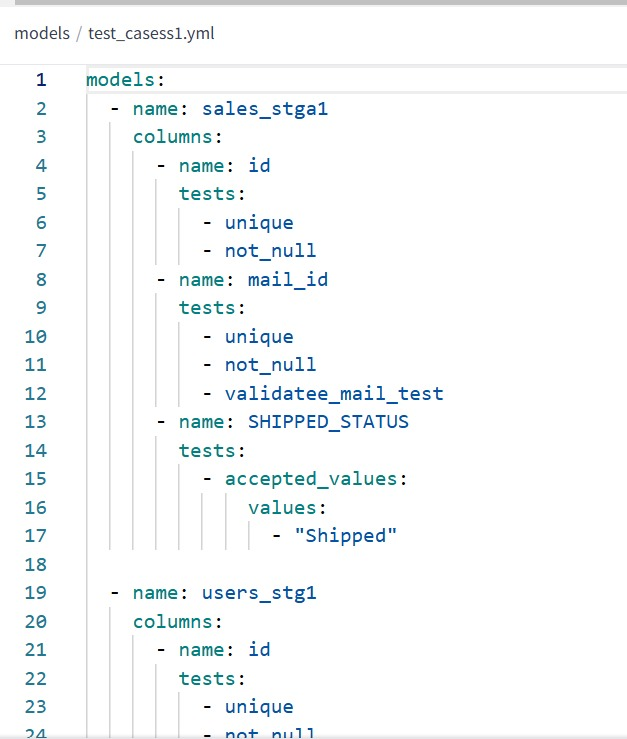 models / test_casess1.yml
1 models:
2   - name: sales_stga1
3     columns:
4       - name: id
5         tests:
6           - unique
7           - not_null
8       - name: mail_id
9         tests:
10           - unique
11           - not_null
12           - validatee_mail_test
13       - name: SHIPPED_STATUS
14         tests:
15           - accepted_values:
16               values:
17                 - "Shipped"
18
19   - name: users_stg1
20     columns:
21       - name: id
22         tests:
23           - unique
24           - not_null